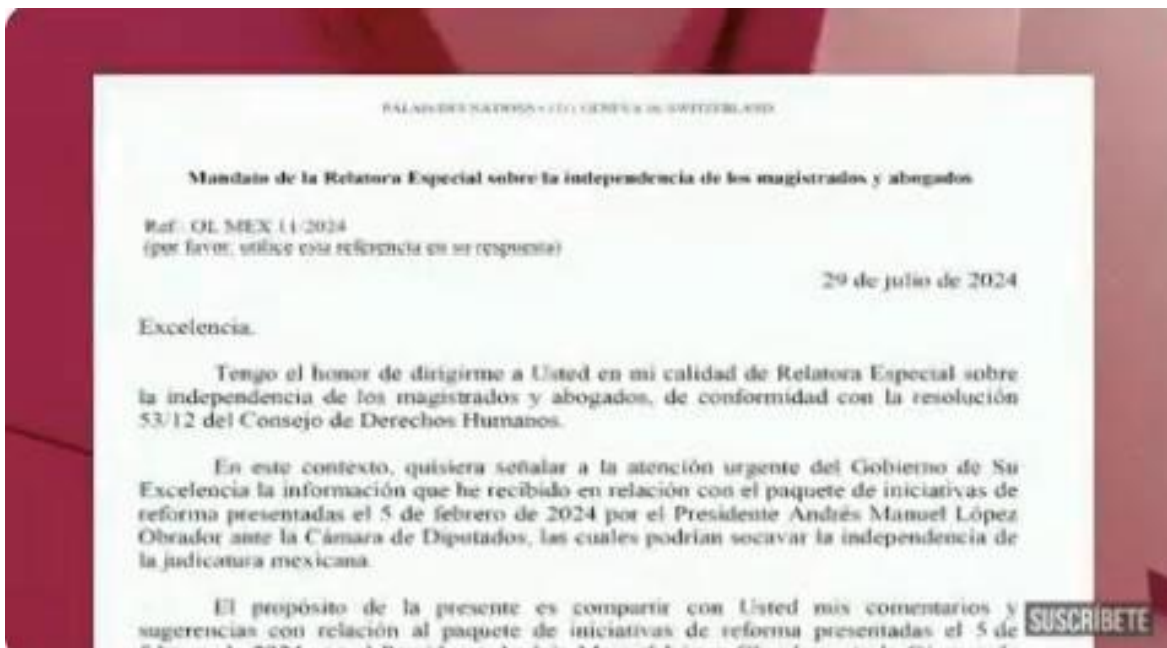 PALAIS DES NATIONS • 1211 GENEVA 10, SWITZERLAND
Mandato de la Relatora Especial sobre la independencia de los magistrados y abogados
Ref.: OL MEX 11/2024
(por favor, utilice esta referencia en su respuesta)
29 de julio de 2024
Excelencia,
Tengo el honor de dirigirme a Usted en mi calidad de Relatora Especial sobre
la independencia de los magistrados y abogados, de conformidad con la resolución
53/12 del Consejo de Derechos Humanos.
En este contexto, quisiera señalar a la atención urgente del Gobierno de Su
Excelencia la información que he recibido en relación con el paquete de iniciativas de
reforma presentadas el 5 de febrero de 2024 por el Presidente Andrés Manuel López
Obrador ante la Cámara de Diputados, las cuales podrían socavar la independencia de
la judicatura mexicana.
El propósito de la presente es compartir con Usted mis comentarios y
sugerencias con relación al paquete de iniciativas de reforma presentadas el 5 de
SUSCRÍBETE